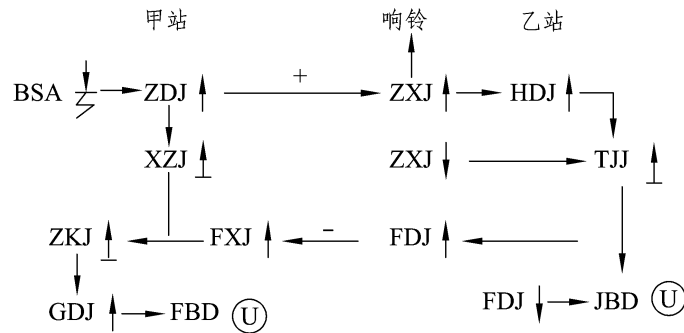 甲站 响铃 乙站
BSA ZDJ ↑ + ZXJ ↑ HDJ ↑
XZJ ↑ ZXJ ↓ TJJ ↑
ZKJ ↑ FXJ ↑ - FDJ ↑
GDJ ↑ FBD U FDJ ↓ JBD U